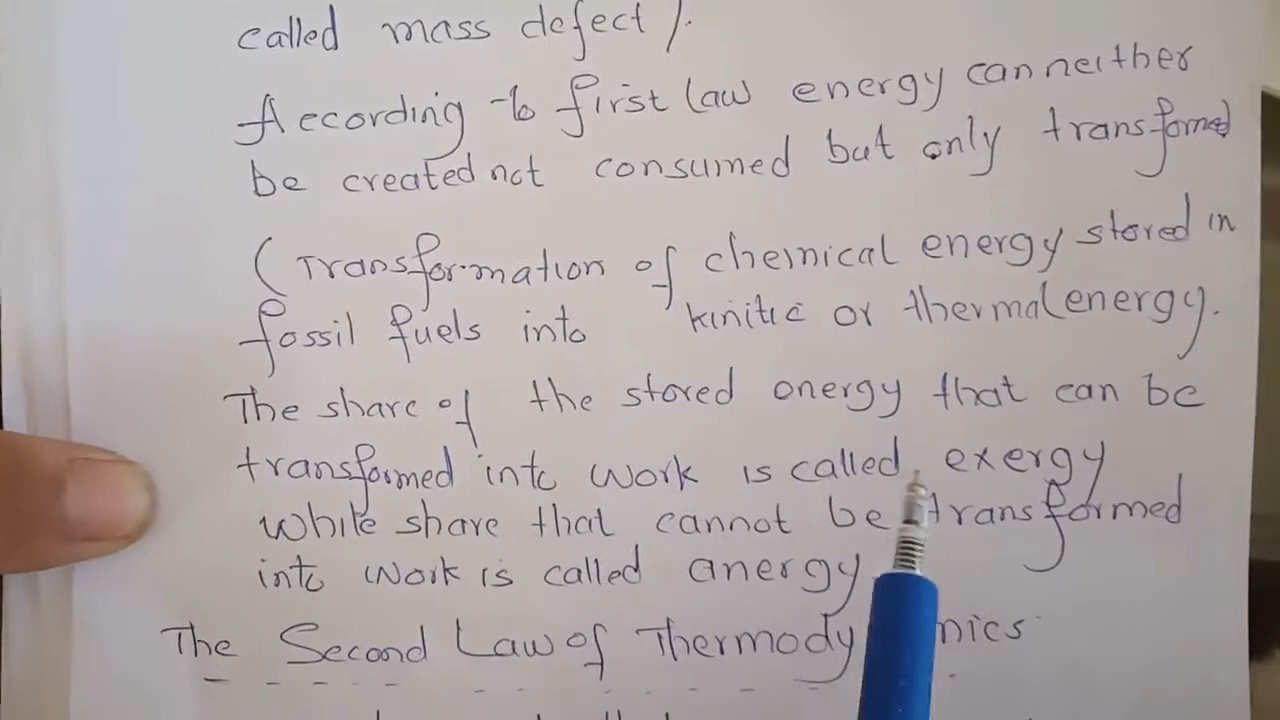 called mass defect).
According to first law energy can neither
be created not consumed but only transformed
(Transformation of chemical energy stored in
fossil fuels into kinitic or thermal energy.
The share of the stored energy that can be
transformed into work is called exergy
while share that cannot be transformed
into work is called anergy
The Second Law of Thermody nics